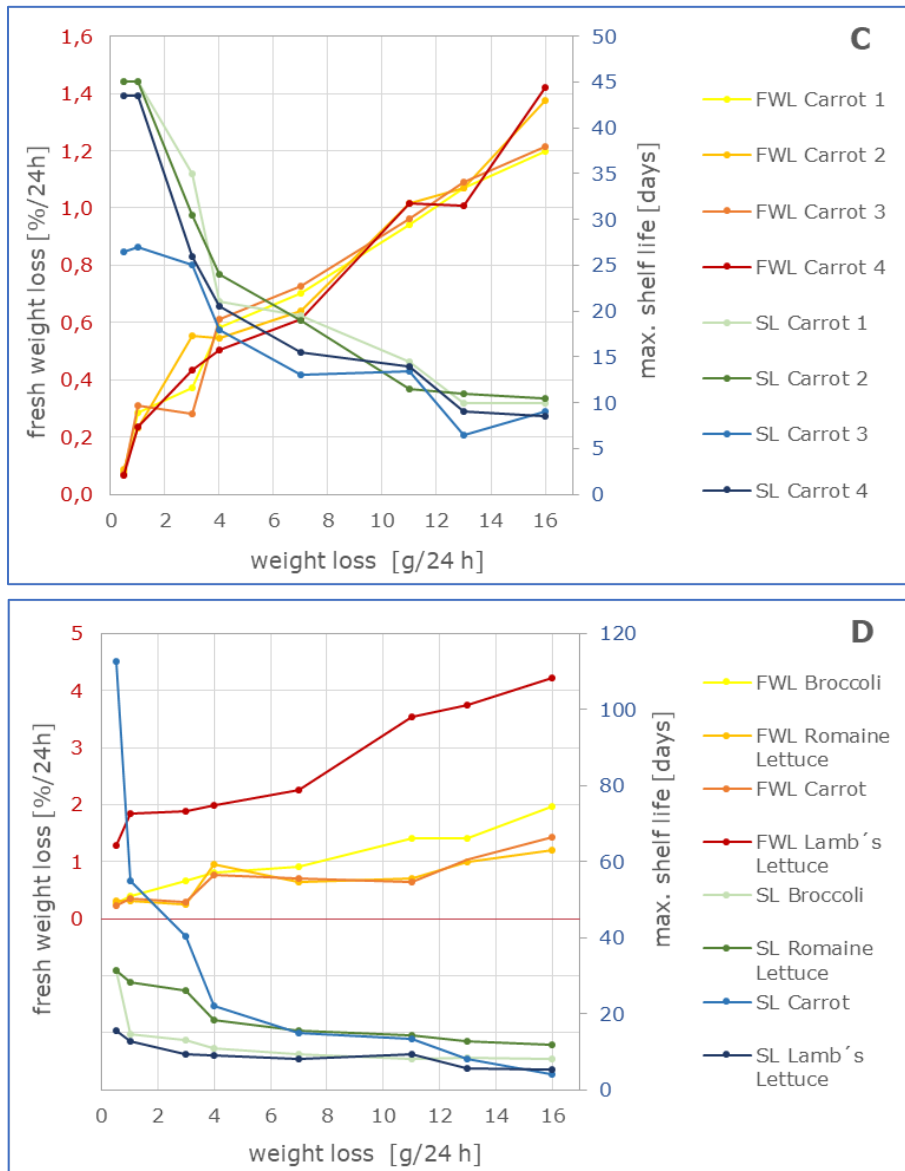 C
1,6
1,4
1,2
1,0
0,8
0,6
0,4
0,2
0,0
fresh weight loss [%/24h]
50
45
40
35
30
25
20
15
10
5
0
max. shelf life [days]
0 2 4 6 8 10 12 14 16
weight loss [g/24 h]
FWL Carrot 1
FWL Carrot 2
FWL Carrot 3
FWL Carrot 4
SL Carrot 1
SL Carrot 2
SL Carrot 3
SL Carrot 4
D
5
4
3
2
1
0
fresh weight loss [%/24h]
120
100
80
60
40
20
0
max. shelf life [days]
0 2 4 6 8 10 12 14 16
weight loss [g/24 h]
FWL Broccoli
FWL Romaine
Lettuce
FWL Carrot
FWL Lamb´s
Lettuce
SL Broccoli
SL Romaine
Lettuce
SL Carrot
SL Lamb´s
Lettuce